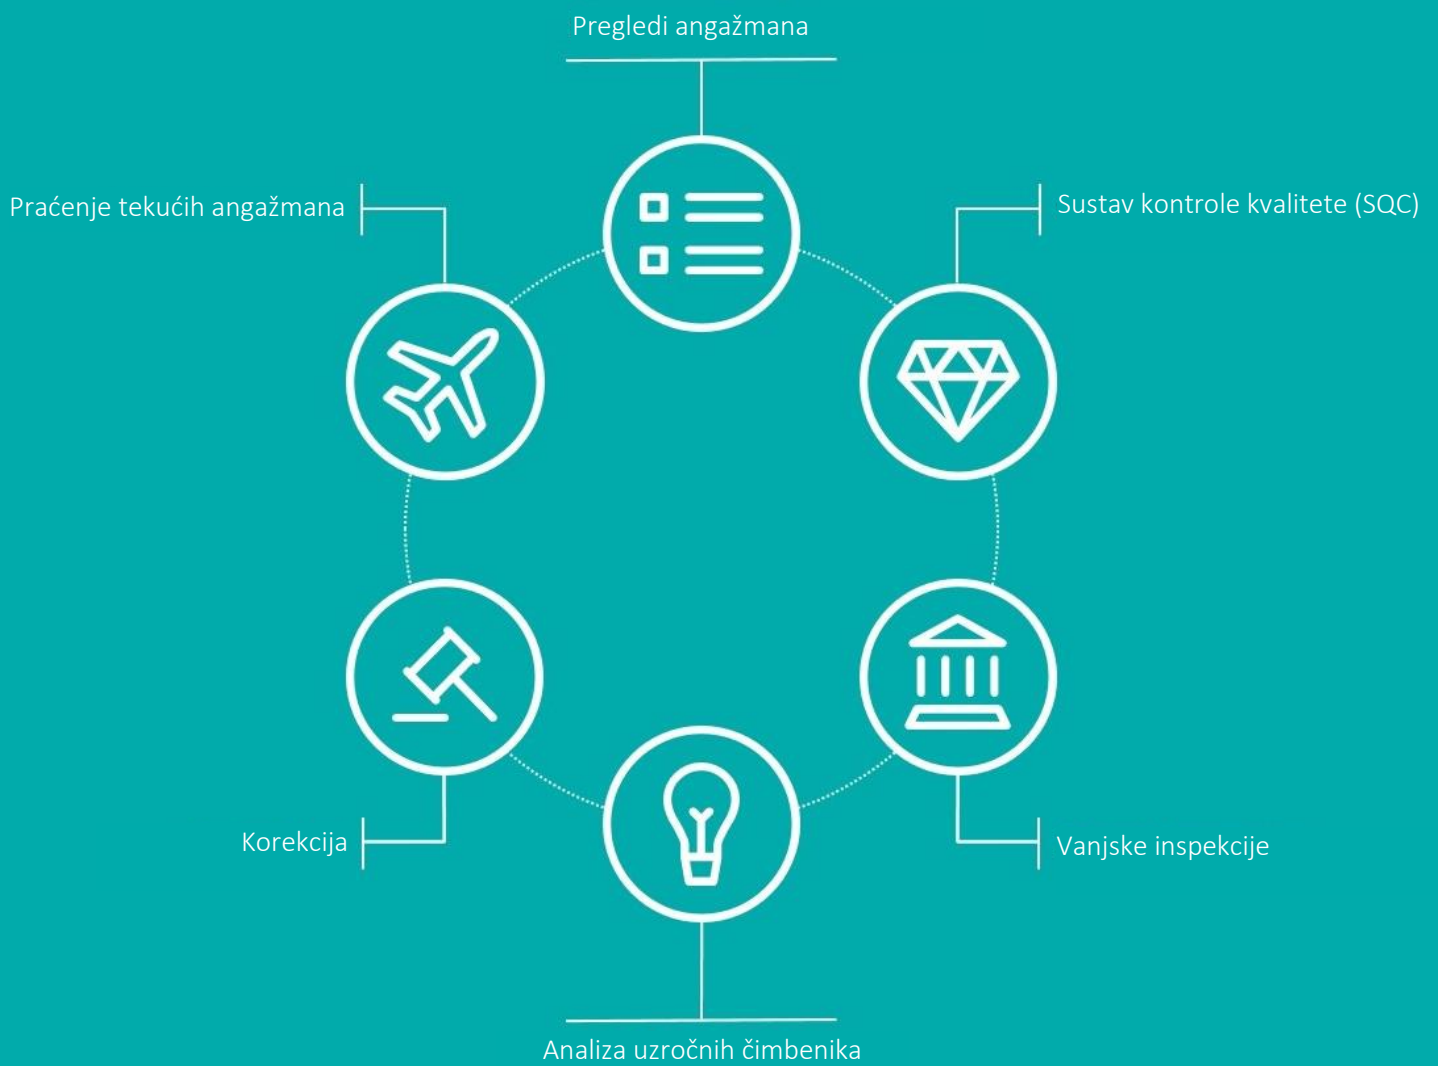 Pregledi angažmana
Praćenje tekućih angažmana
Sustav kontrole kvalitete (SQC)
Korekcija
Vanjske inspekcije
Analiza uzročnih čimbenika